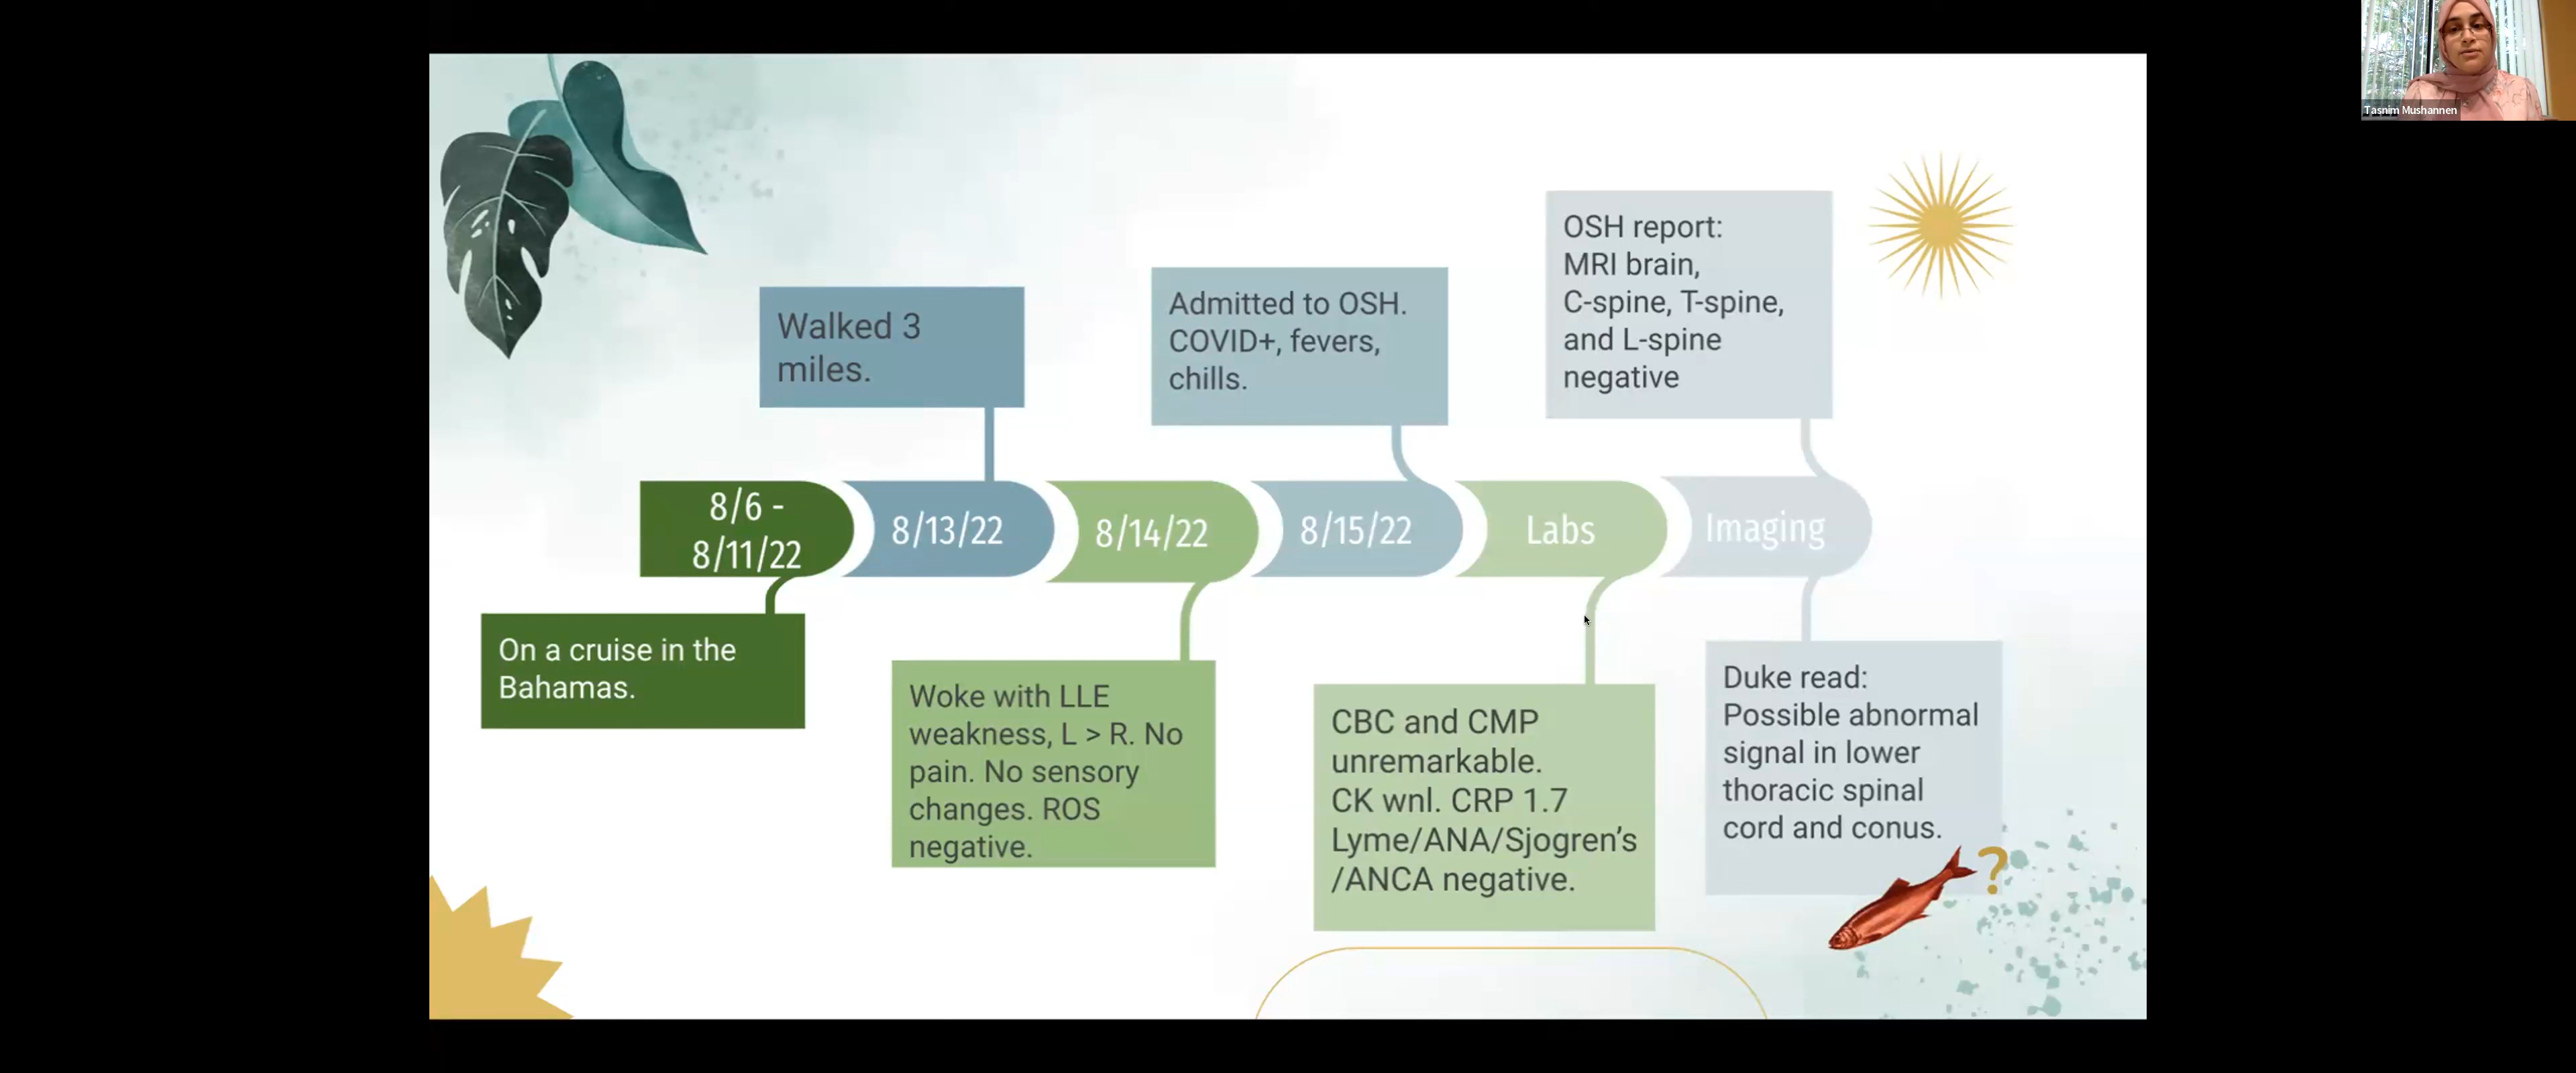 Tasnim Mushannen
Walked 3
miles.
Admitted to OSH.
COVID+, fevers,
chills.
OSH report:
MRI brain,
C-spine, T-spine,
and L-spine
negative
8/6 -
8/11/22
8/13/22
8/14/22
8/15/22
Labs
Imaging
On a cruise in the
Bahamas.
Woke with LLE
weakness, L > R. No
pain. No sensory
changes. ROS
negative.
CBC and CMP
unremarkable.
CK wnl. CRP 1.7
Lyme/ANA/Sjogren's
/ANCA negative.
Duke read:
Possible abnormal
signal in lower
thoracic spinal
cord and conus.
?